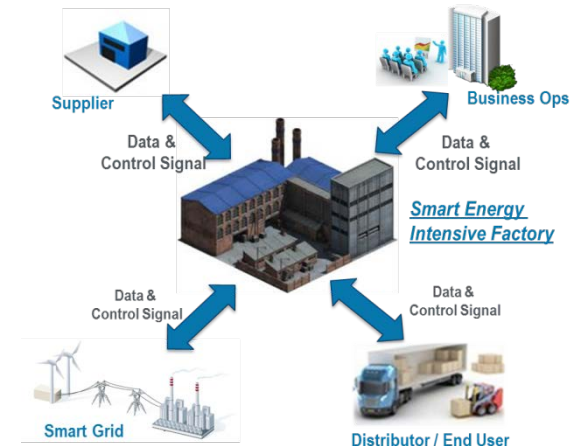 Supplier
Business Ops
Data &
Control Signal
Data &
Control Signal
Smart Energy
Intensive Factory
Data &
Control Signal
Data &
Control Signal
Smart Grid
Distributor / End User